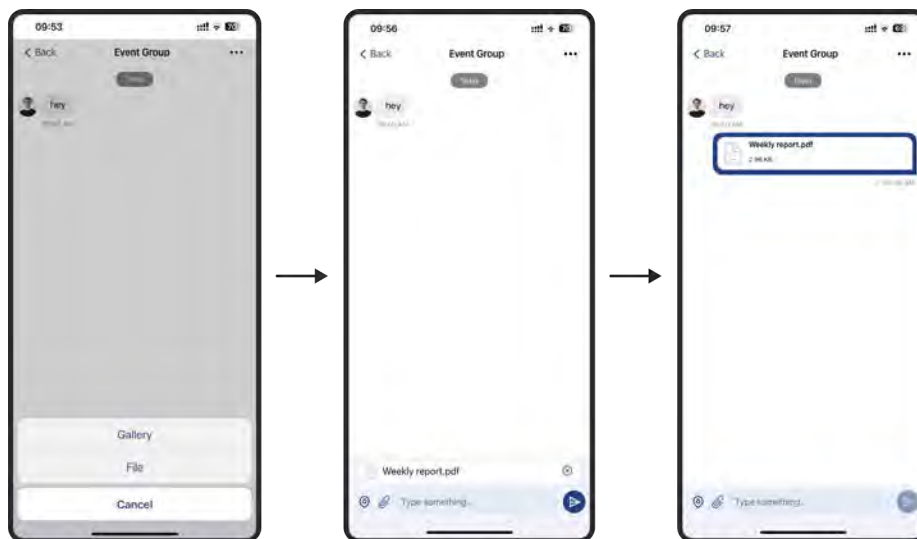 09:53
Back
Event Group
hey
Gallery
File
Cancel
09:56
Back
Event Group
hey
Weekly report.pdf
Type something...
09:57
Back
Event Group
hey
Weekly report.pdf
Type something...